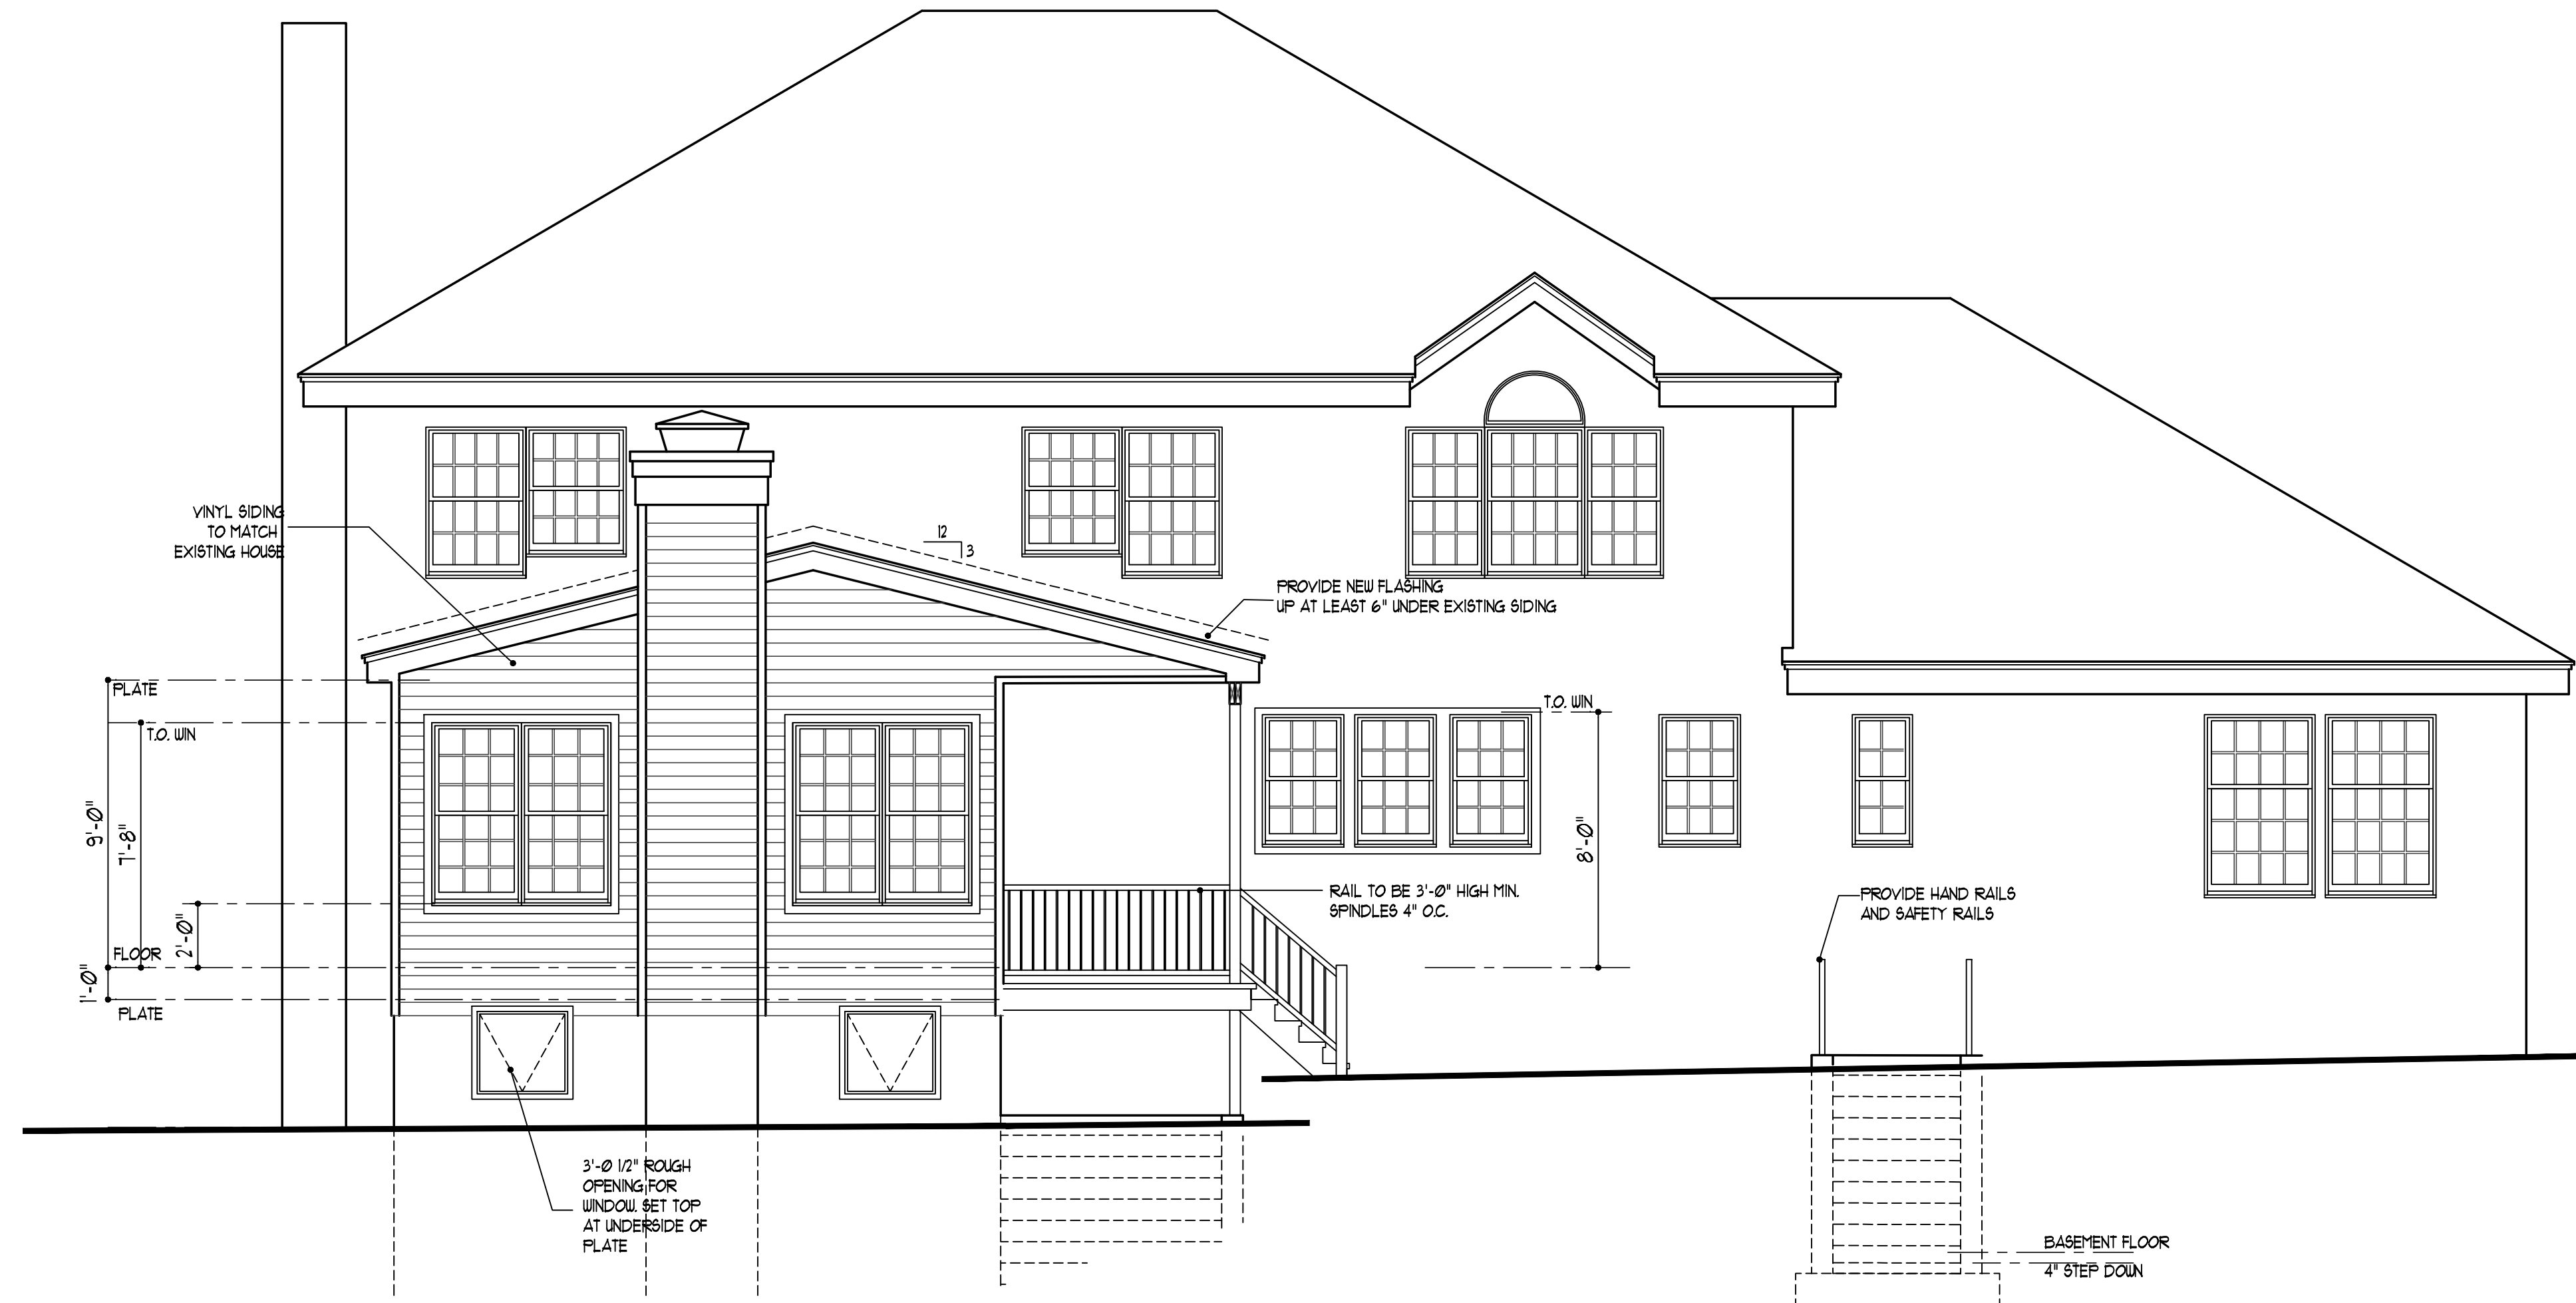 VINYL SIDING
TO MATCH
EXISTING HOUSE
12
3
PROVIDE NEW FLASHING
UP AT LEAST 6" UNDER EXISTING SIDING
PLATE
T.O. WIN
T.O. WIN
9'-0"
7'-8"
8'-0"
RAIL TO BE 3'-0" HIGH MIN.
SPINDLES 4" O.C.
PROVIDE HAND RAILS
AND SAFETY RAILS
2'-0"
FLOOR
1'-0"
PLATE
3'-0 1/2" ROUGH
OPENING FOR
WINDOW. SET TOP
AT UNDERSIDE OF
PLATE
BASEMENT FLOOR
4" STEP DOWN